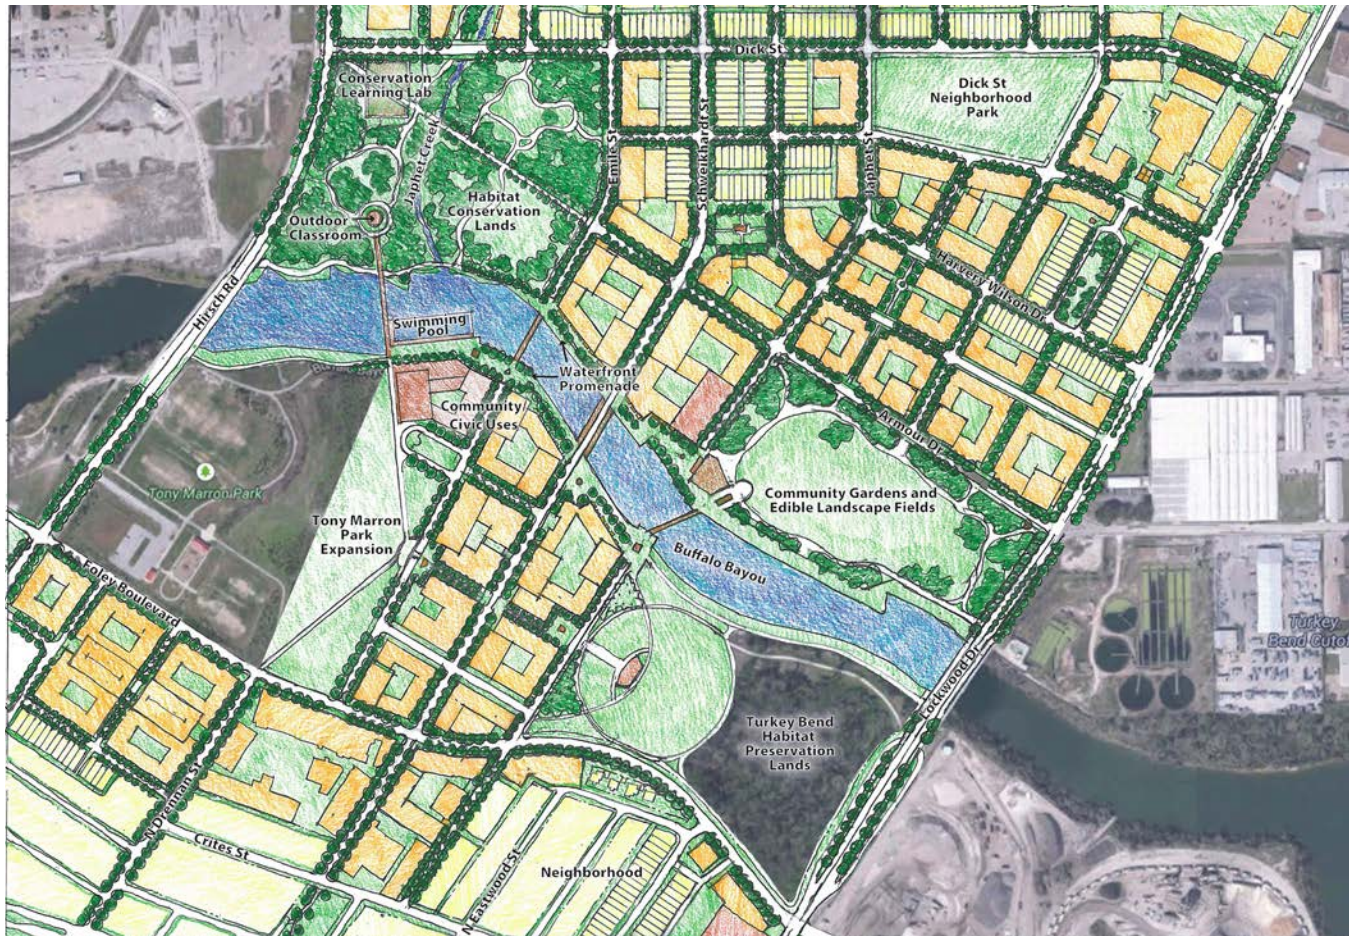 Dick St
Conservation
Learning Lab
Dick St
Neighborhood
Park
Japhet Creek
Emile St
Schweikhardt St
Japhet St
Habitat
Conservation
Lands
Outdoor
Classroom
Harvey Wilson Dr
Hirsch Rd
Swimming
Pool
Waterfront
Promenade
Community/
Civic Uses
Armour Dr
Tony Marron Park
Community Gardens and
Edible Landscape Fields
Tony Marron
Park
Expansion
Buffalo Bayou
Foley Boulevard
Turkey
Bend Cutoff
Lockwood Dr
Turkey Bend
Habitat
Preservation
Lands
N Drennan St
Crites St
N Eastwood St
Neighborhood